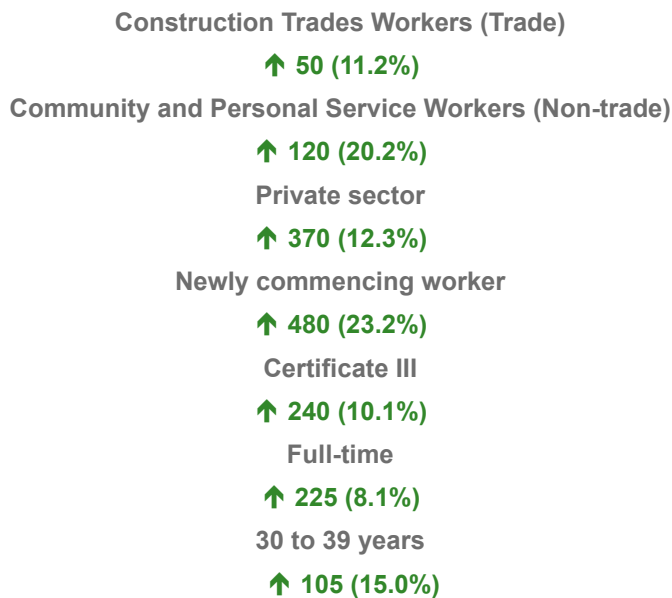 Construction Trades Workers (Trade)
↑ 50 (11.2%)
Community and Personal Service Workers (Non-trade)
↑ 120 (20.2%)
Private sector
↑ 370 (12.3%)
Newly commencing worker
↑ 480 (23.2%)
Certificate III
↑ 240 (10.1%)
Full-time
↑ 225 (8.1%)
30 to 39 years
↑ 105 (15.0%)